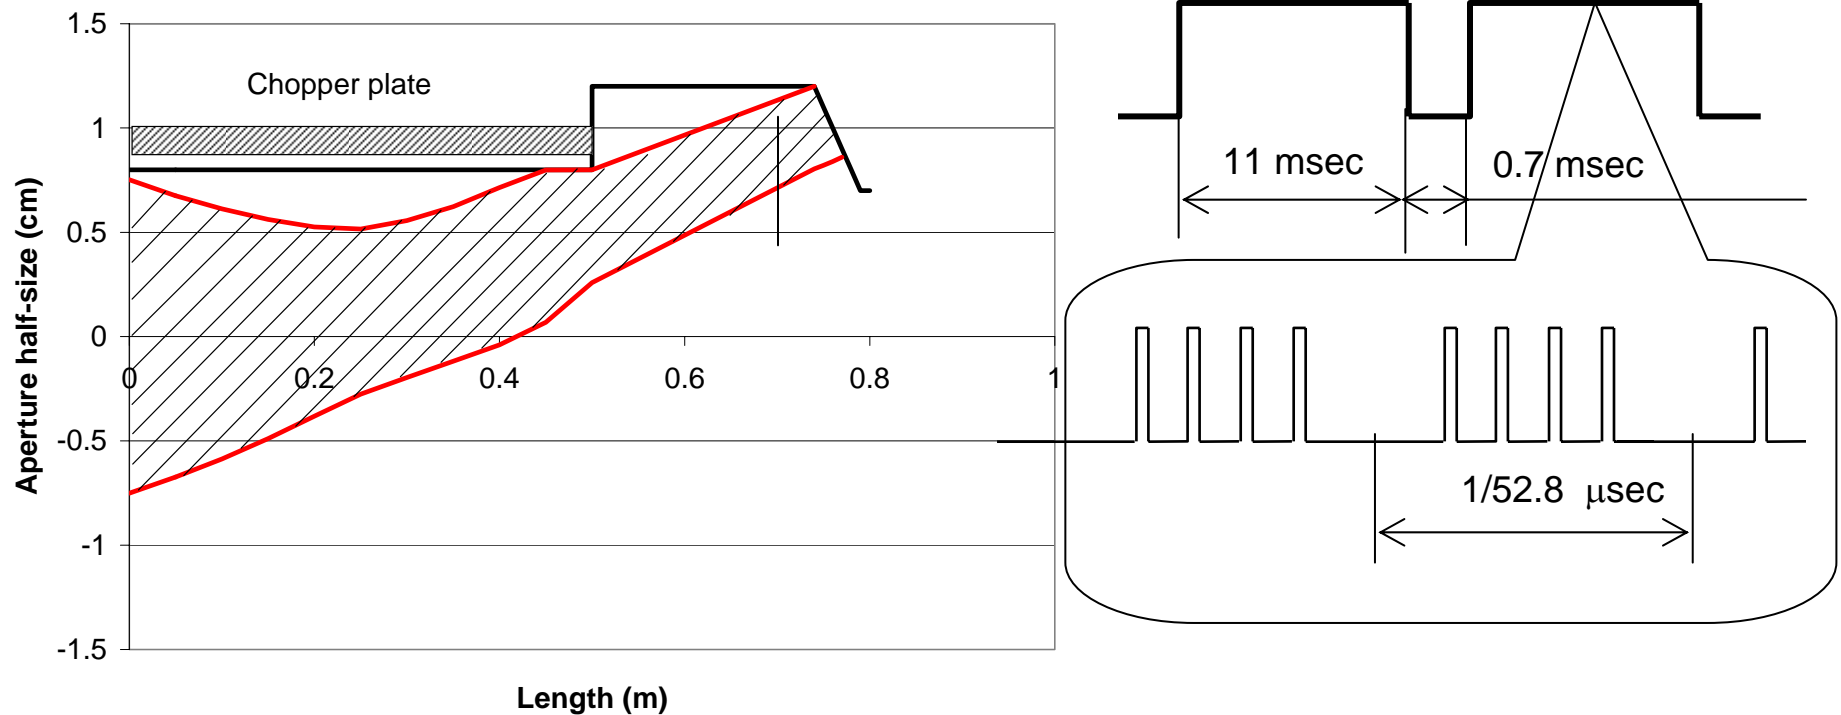 1.5
Chopper plate
1
0.5
0
-0.5
-1
-1.5
0
0.2
0.4
0.6
0.8
1
Aperture half-size (cm)
Length (m)
11 msec
0.7 msec
1/52.8 μsec